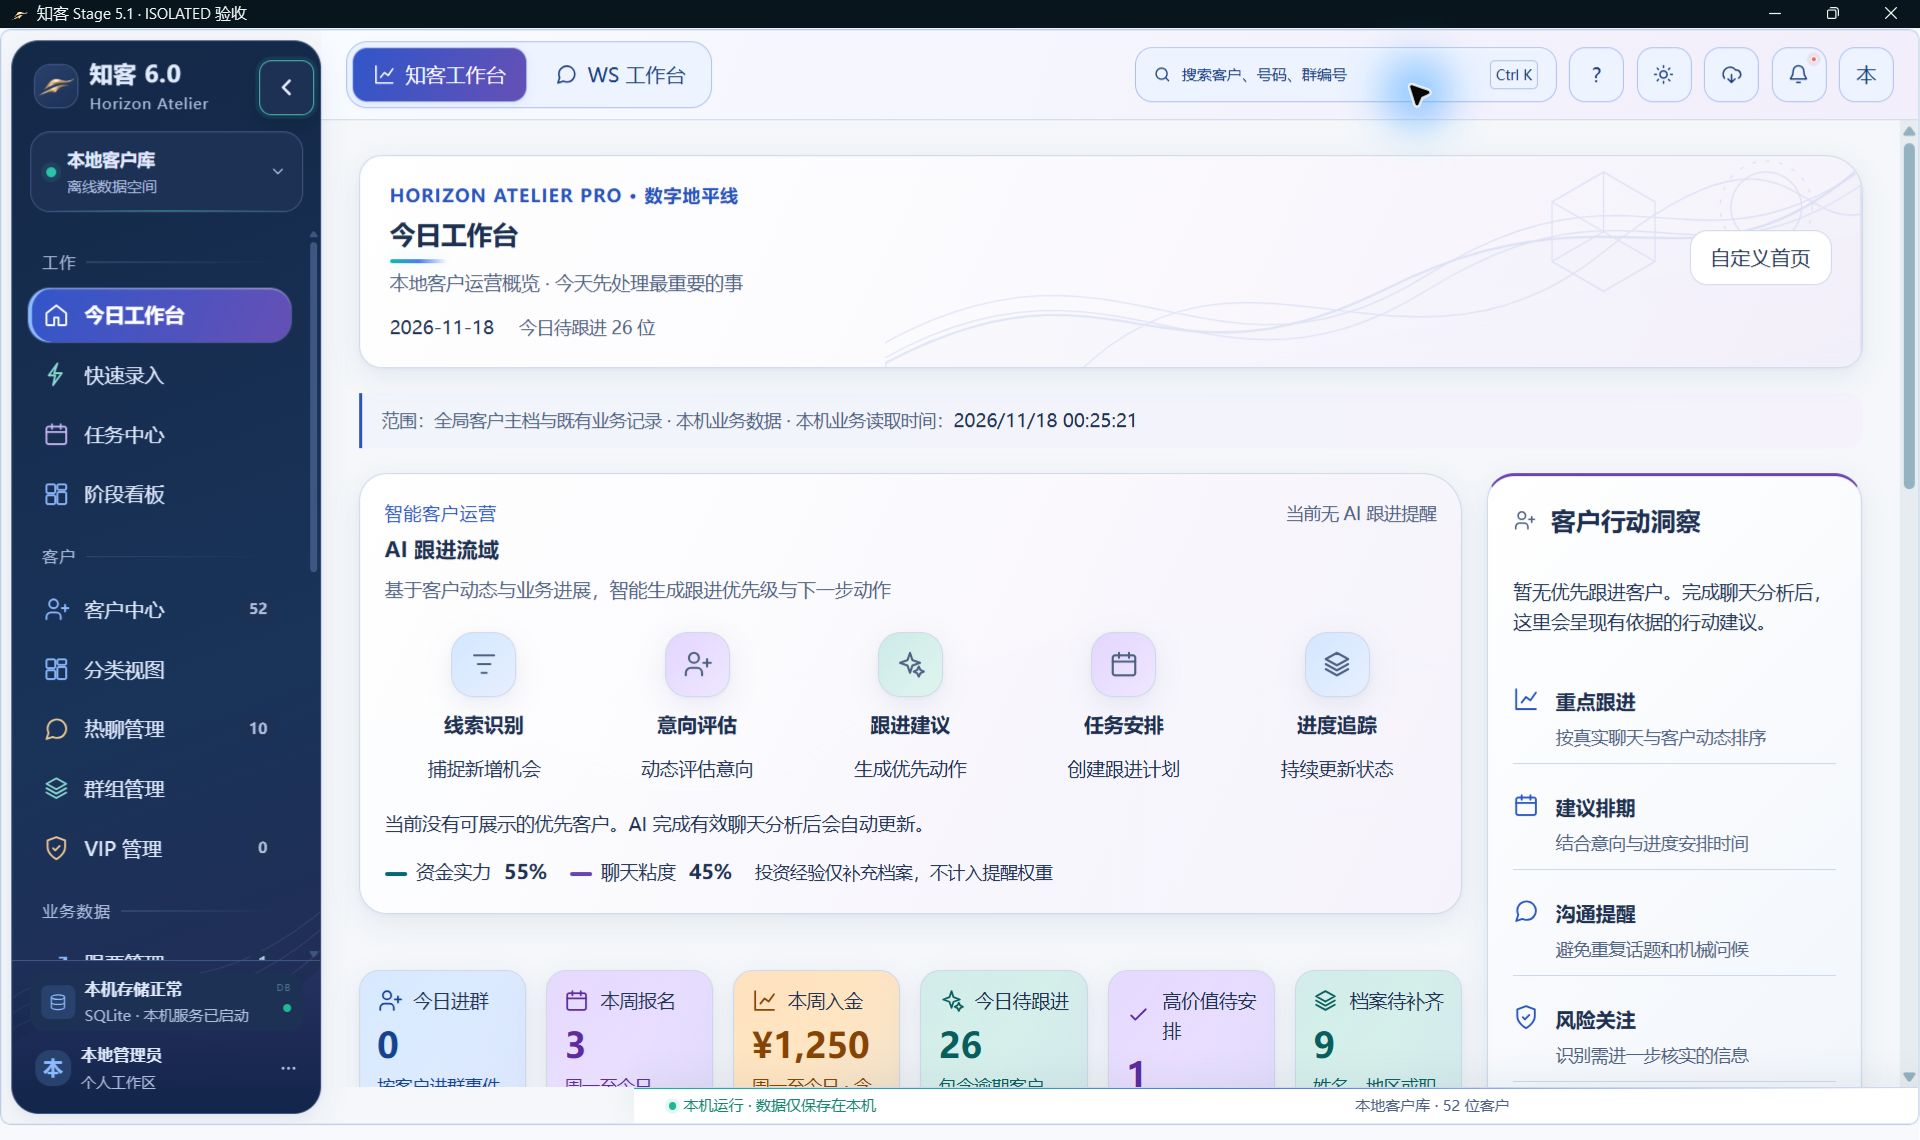 知客 Stage 5.1 · ISOLATED 验收
知客 6.0
Horizon Atelier
本地客户库
离线数据空间
工作
今日工作台
快速录入
任务中心
阶段看板
客户
客户中心 52
分类视图
热聊管理 10
群组管理
VIP 管理 0
业务数据
本机存储正常 DB
SQLite · 本机服务已启动
本 本地管理员
个人工作区
知客工作台
WS 工作台
搜索客户、号码、群编号 Ctrl K
? 本
HORIZON ATELIER PRO • 数字地平线
今日工作台
本地客户运营概览 · 今天先处理最重要的事
2026-11-18 今日待跟进 26 位
自定义首页
范围：全局客户主档与既有业务记录 · 本机业务数据 · 本机业务读取时间：2026/11/18 00:25:21
智能客户运营
当前无 AI 跟进提醒
AI 跟进流域
基于客户动态与业务进展，智能生成跟进优先级与下一步动作
线索识别
捕捉新增机会
意向评估
动态评估意向
跟进建议
生成优先动作
任务安排
创建跟进计划
进度追踪
持续更新状态
当前没有可展示的优先客户。AI 完成有效聊天分析后会自动更新。
资金实力 55% 聊天粘度 45% 投资经验仅补充档案，不计入提醒权重
客户行动洞察
暂无优先跟进客户。完成聊天分析后，
这里会呈现有依据的行动建议。
重点跟进
按真实聊天与客户动态排序
建议排期
结合意向与进度安排时间
沟通提醒
避免重复话题和机械问候
风险关注
识别需进一步核实的信息
今日进群
0
本周报名
3
本周入金
¥1,250
今日待跟进
26
高价值待安
排
1
档案待补齐
9
本机运行 · 数据仅保存在本机
本地客户库 · 52 位客户